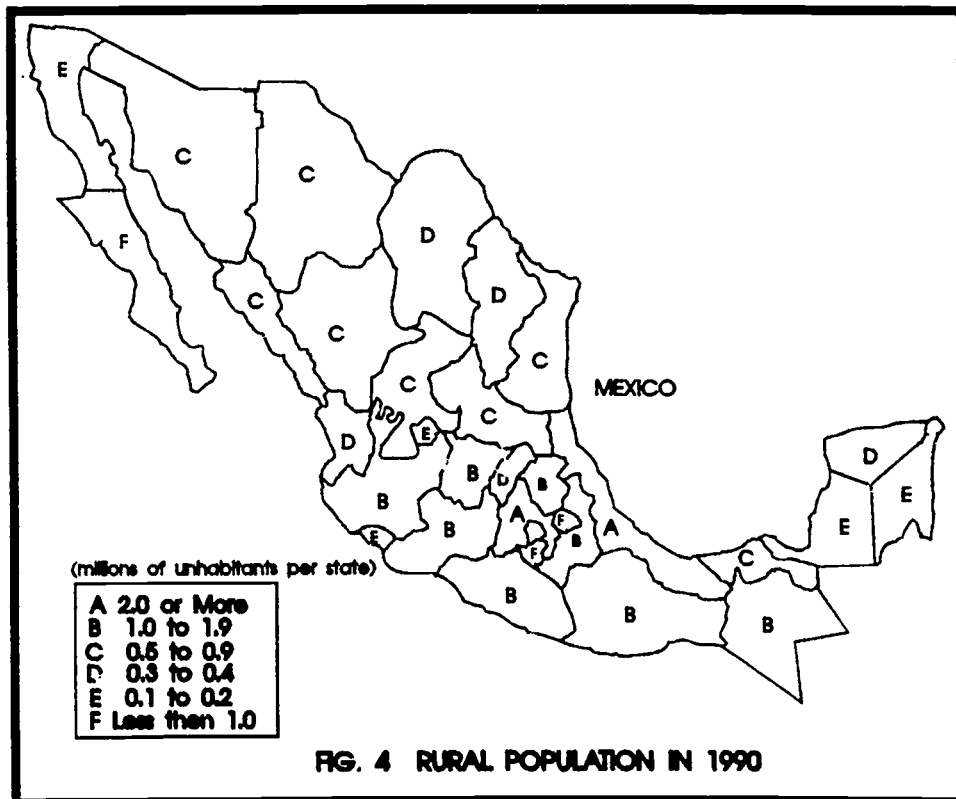 E
C
C
F
D
C
D
C
C
MEXICO
C
C
D
E
D
B
D
B
E
B
A
F
E
B
B
A
E
F
C
(millions of unhabitants per state)
B
B
B
A 2.0 or More
B 1.0 to 1.9
C 0.5 to 0.9
D 0.3 to 0.4
E 0.1 to 0.2
F Less then 1.0
FIG. 4 RURAL POPULATION IN 1990